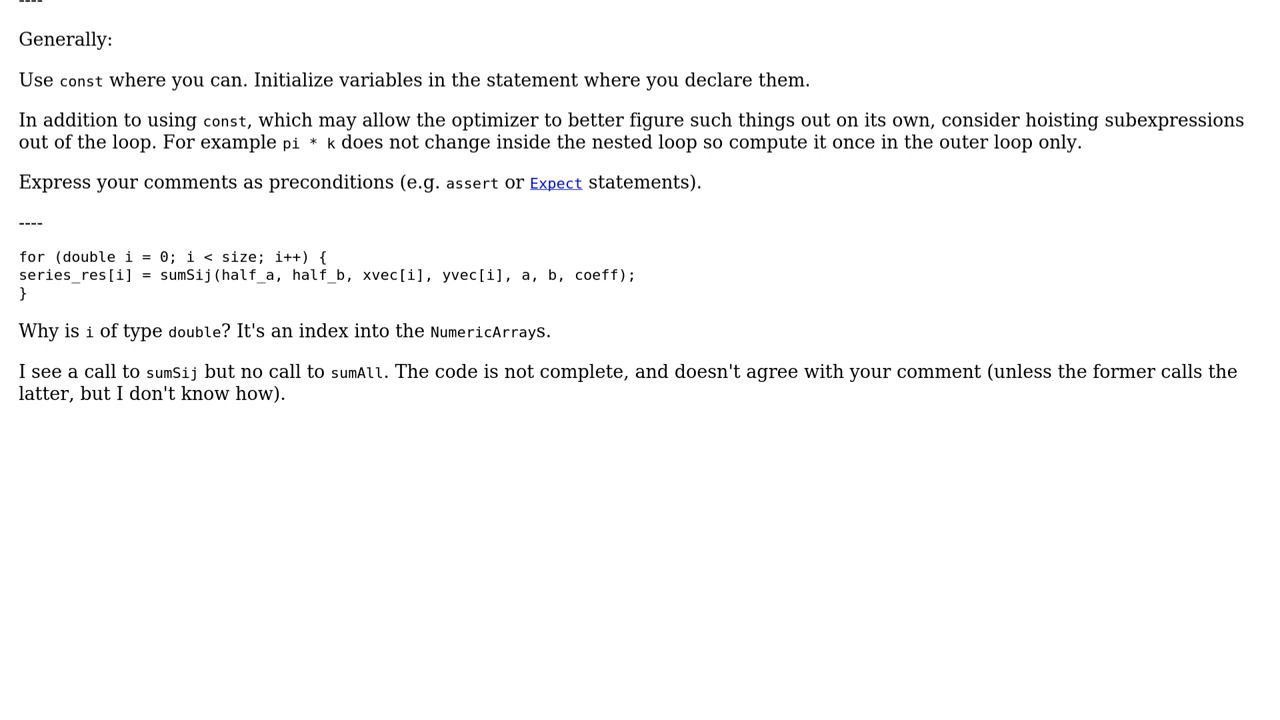 ----
Generally:
Use const where you can. Initialize variables in the statement where you declare them.
In addition to using const, which may allow the optimizer to better figure such things out on its own, consider hoisting subexpressions
out of the loop. For example pi * k does not change inside the nested loop so compute it once in the outer loop only.
Express your comments as preconditions (e.g. assert or Expect statements).
----
for (double i = 0; i < size; i++) {
series_res[i] = sumSij(half_a, half_b, xvec[i], yvec[i], a, b, coeff);
}
Why is i of type double? It's an index into the NumericArrays.
I see a call to sumSij but no call to sumAll. The code is not complete, and doesn't agree with your comment (unless the former calls the
latter, but I don't know how).